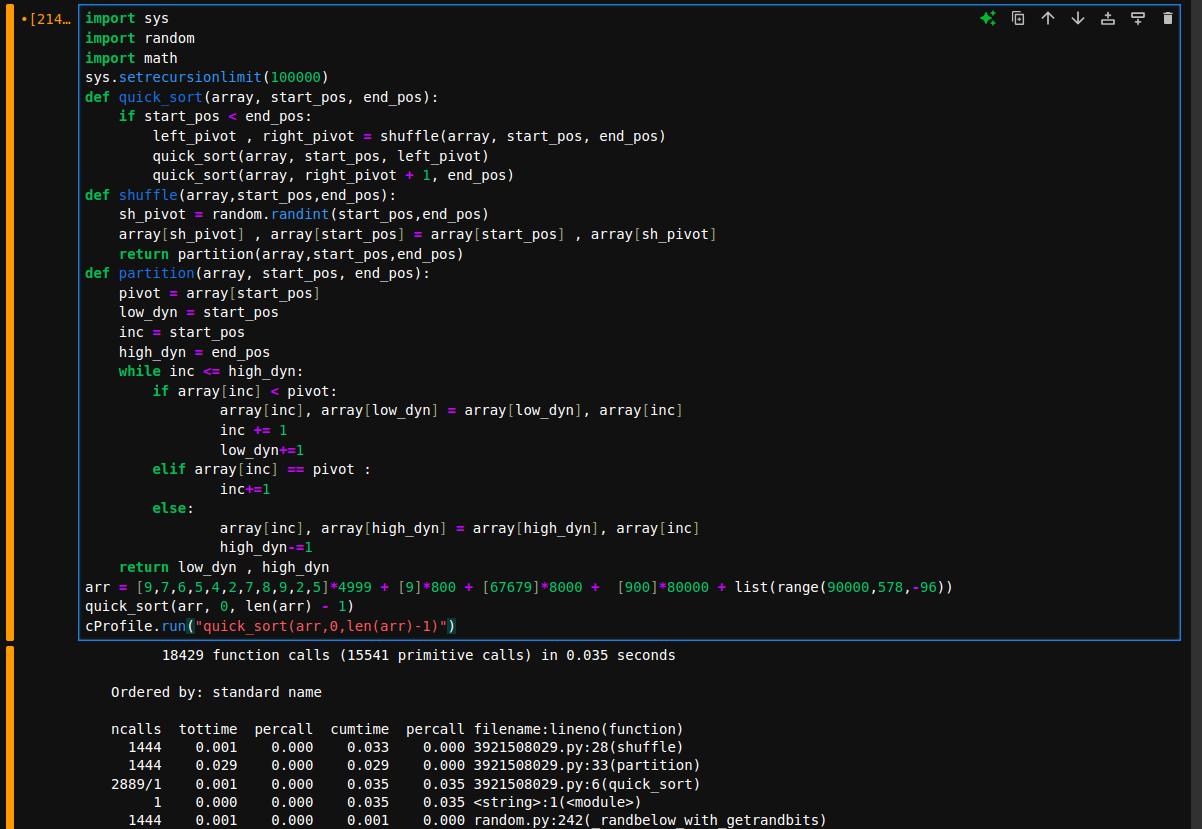 [214…
import sys
import random
import math
sys.setrecursionlimit(100000)
def quick_sort(array, start_pos, end_pos):
    if start_pos < end_pos:
        left_pivot , right_pivot = shuffle(array, start_pos, end_pos)
        quick_sort(array, start_pos, left_pivot)
        quick_sort(array, right_pivot + 1, end_pos)
def shuffle(array,start_pos,end_pos):
    sh_pivot = random.randint(start_pos,end_pos)
    array[sh_pivot] , array[start_pos] = array[start_pos] , array[sh_pivot]
    return partition(array,start_pos,end_pos)
def partition(array, start_pos, end_pos):
    pivot = array[start_pos]
    low_dyn = start_pos
    inc = start_pos
    high_dyn = end_pos
    while inc <= high_dyn:
        if array[inc] < pivot:
                array[inc], array[low_dyn] = array[low_dyn], array[inc]
                inc += 1
                low_dyn+=1
        elif array[inc] == pivot :
                inc+=1
        else:
                array[inc], array[high_dyn] = array[high_dyn], array[inc]
                high_dyn-=1
    return low_dyn , high_dyn
arr = [9,7,6,5,4,2,7,8,9,2,5]*4999 + [9]*800 + [67679]*8000 +  [900]*80000 + list(range(90000,578,-96))
quick_sort(arr, 0, len(arr) - 1)
cProfile.run("quick_sort(arr,0,len(arr)-1)")
18429 function calls (15541 primitive calls) in 0.035 seconds
Ordered by: standard name
ncalls  tottime  percall  cumtime  percall filename:lineno(function)
1444    0.001    0.000    0.033    0.000 3921508029.py:28(shuffle)
1444    0.029    0.000    0.029    0.000 3921508029.py:33(partition)
2889/1    0.001    0.000    0.035    0.035 3921508029.py:6(quick_sort)
1    0.000    0.000    0.035    0.035 <string>:1(<module>)
1444    0.001    0.000    0.001    0.000 random.py:242(_randbelow_with_getrandbits)